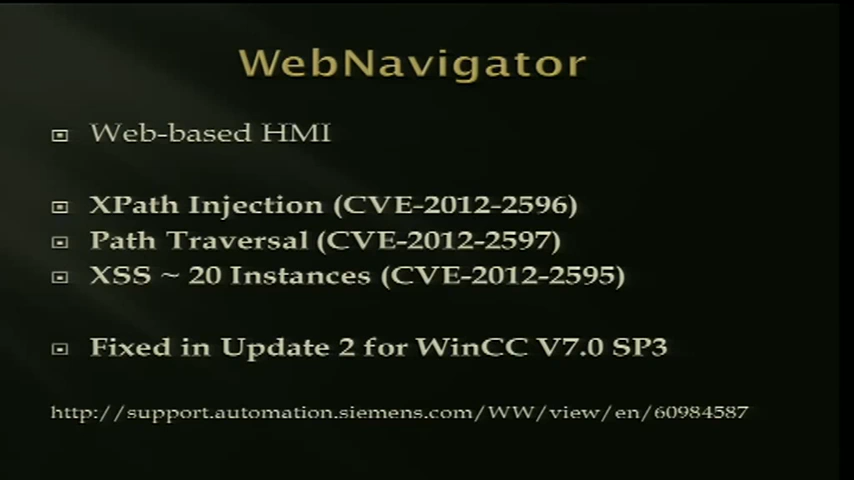 WebNavigator
Web-based HMI
XPath Injection (CVE-2012-2596)
Path Traversal (CVE-2012-2597)
XSS ~ 20 Instances (CVE-2012-2595)
Fixed in Update 2 for WinCC V7.0 SP3
http://support.automation.siemens.com/WW/view/en/60984587